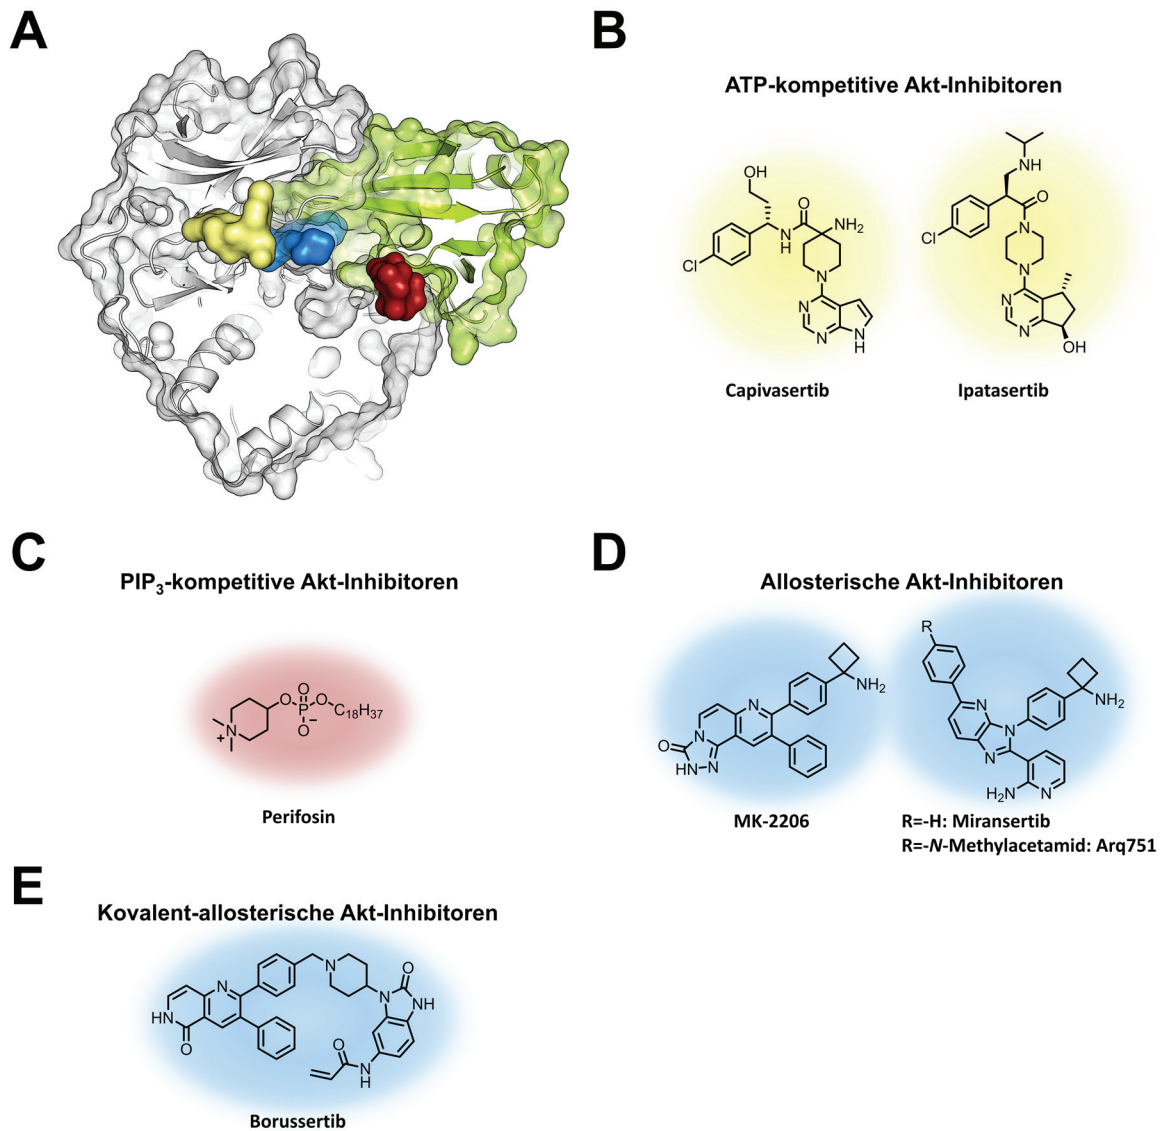 A
B
ATP-kompetitive Akt-Inhibitoren
OH
O
NH2
N
H
Cl
N
N
N
N
H
Capivasertib
NH
O
N
Cl
N
N
N
OH
Ipatasertib
C
PIP3-kompetitive Akt-Inhibitoren
O
O
P
O
C18H37
O
−
N
+
Perifosin
D
Allosterische Akt-Inhibitoren
NH2
N
N
O
HN
N
MK-2206
R
N
N
N
NH2
H2N
N
R=-H: Miransertib
R=-N-Methylacetamid: Arq751
E
Kovalent-allosterische Akt-Inhibitoren
N
HN
O
N
O
N
NH
O
N
H
Borussertib